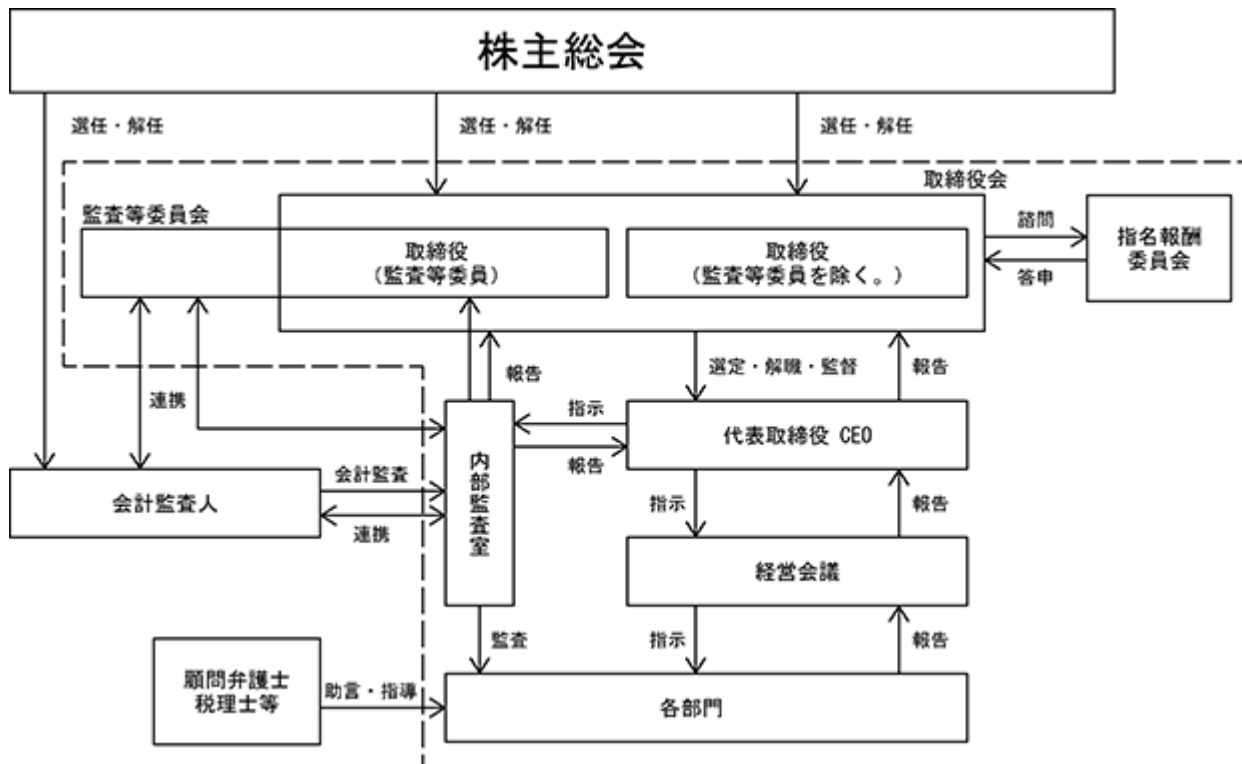 株主総会
選任・解任
選任・解任
選任・解任
取締役会
監査等委員会
取締役
(監査等委員)
取締役
(監査等委員を除く。)
諮問
答申
指名報酬
委員会
報告
選定・解職・監督
報告
連携
指示
報告
代表取締役 CEO
内部監査室
会計監査人
会計監査
連携
指示
報告
経営会議
監査
指示
報告
顧問弁護士
税理士等
助言・指導
各部門